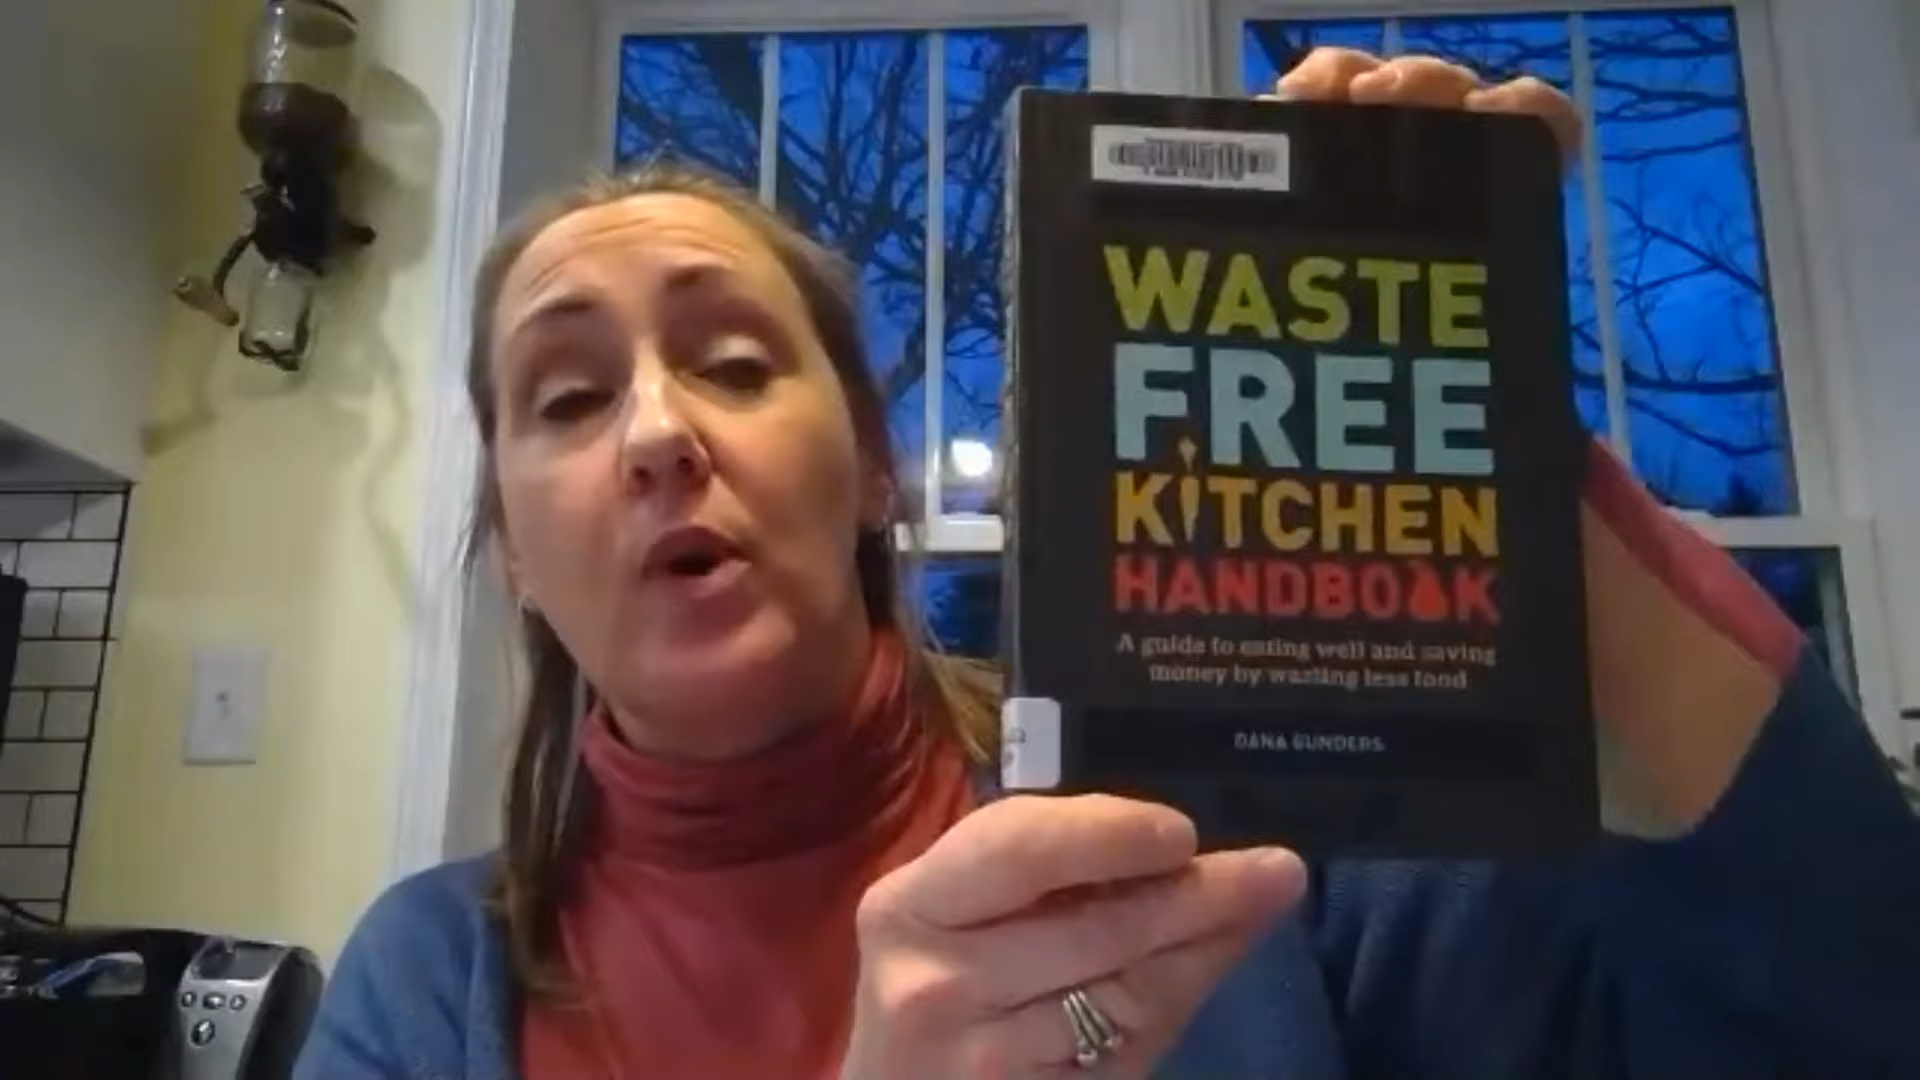 WASTE
FREE
KITCHEN
HANDBOOK
A guide to eating well and saving
money by wasting less food
DANA GUNDERS